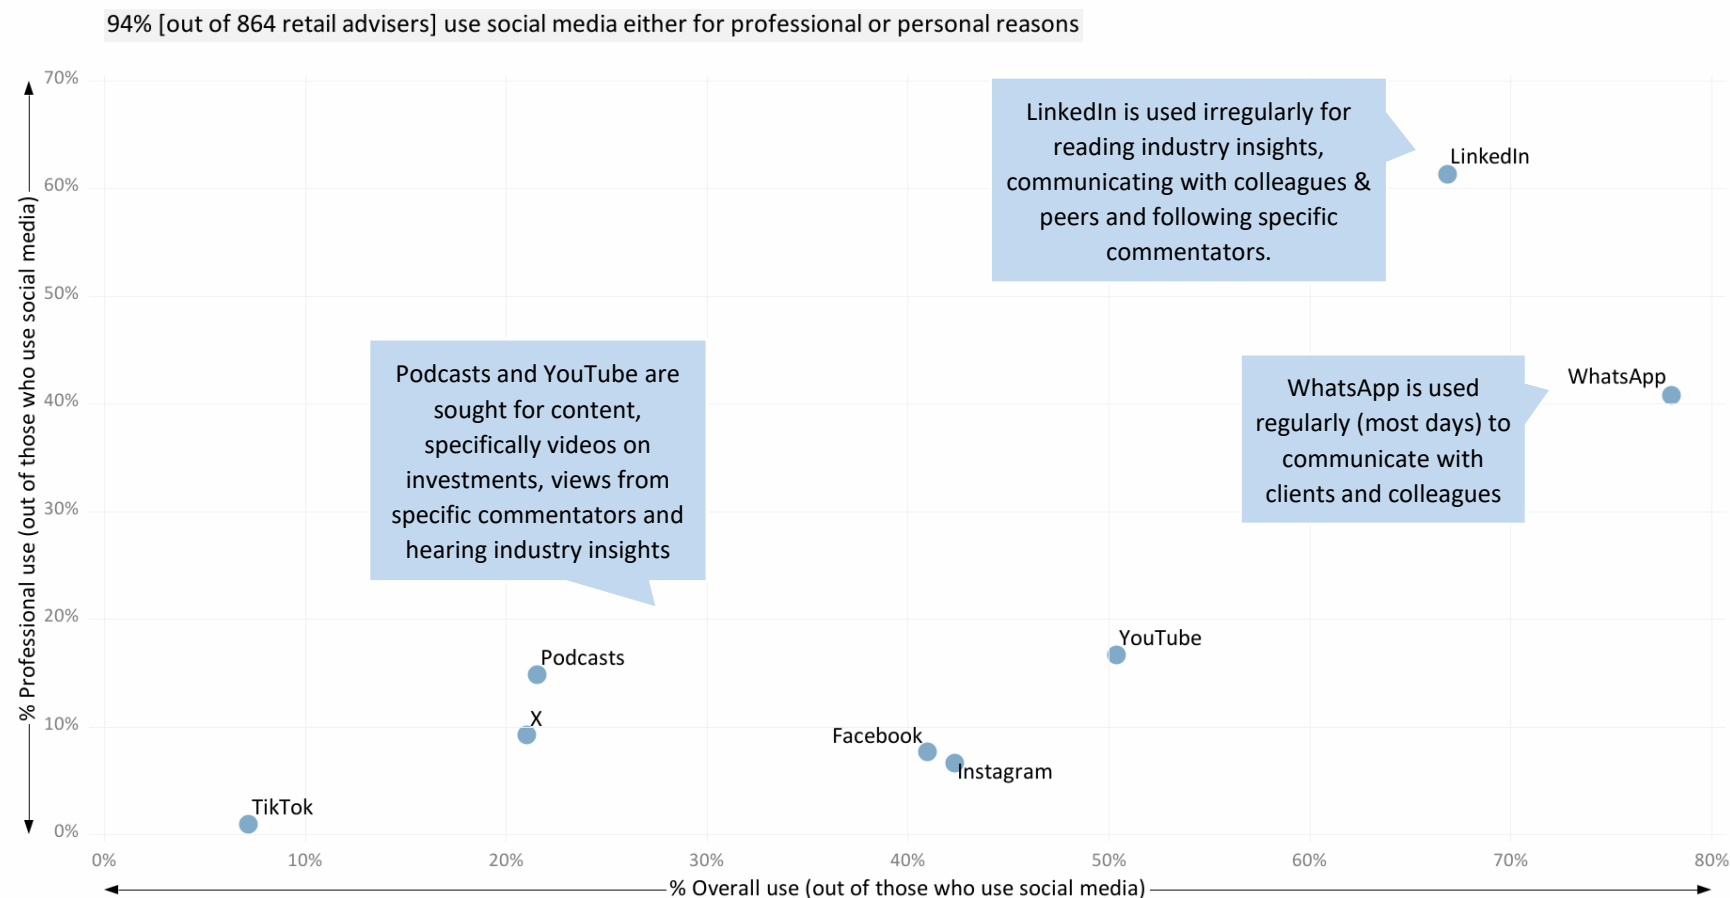 94% [out of 864 retail advisers] use social media either for professional or personal reasons
% Professional use (out of those who use social media)
70%
60%
50%
40%
30%
20%
10%
0%
LinkedIn is used irregularly for
reading industry insights,
communicating with colleagues &
peers and following specific
commentators.
LinkedIn
Podcasts and YouTube are
sought for content,
specifically videos on
investments, views from
specific commentators and
hearing industry insights
WhatsApp is used
regularly (most days) to
communicate with
clients and colleagues
WhatsApp
YouTube
Podcasts
X
Facebook
Instagram
TikTok
0%
10%
20%
30%
40%
50%
60%
70%
80%
% Overall use (out of those who use social media)